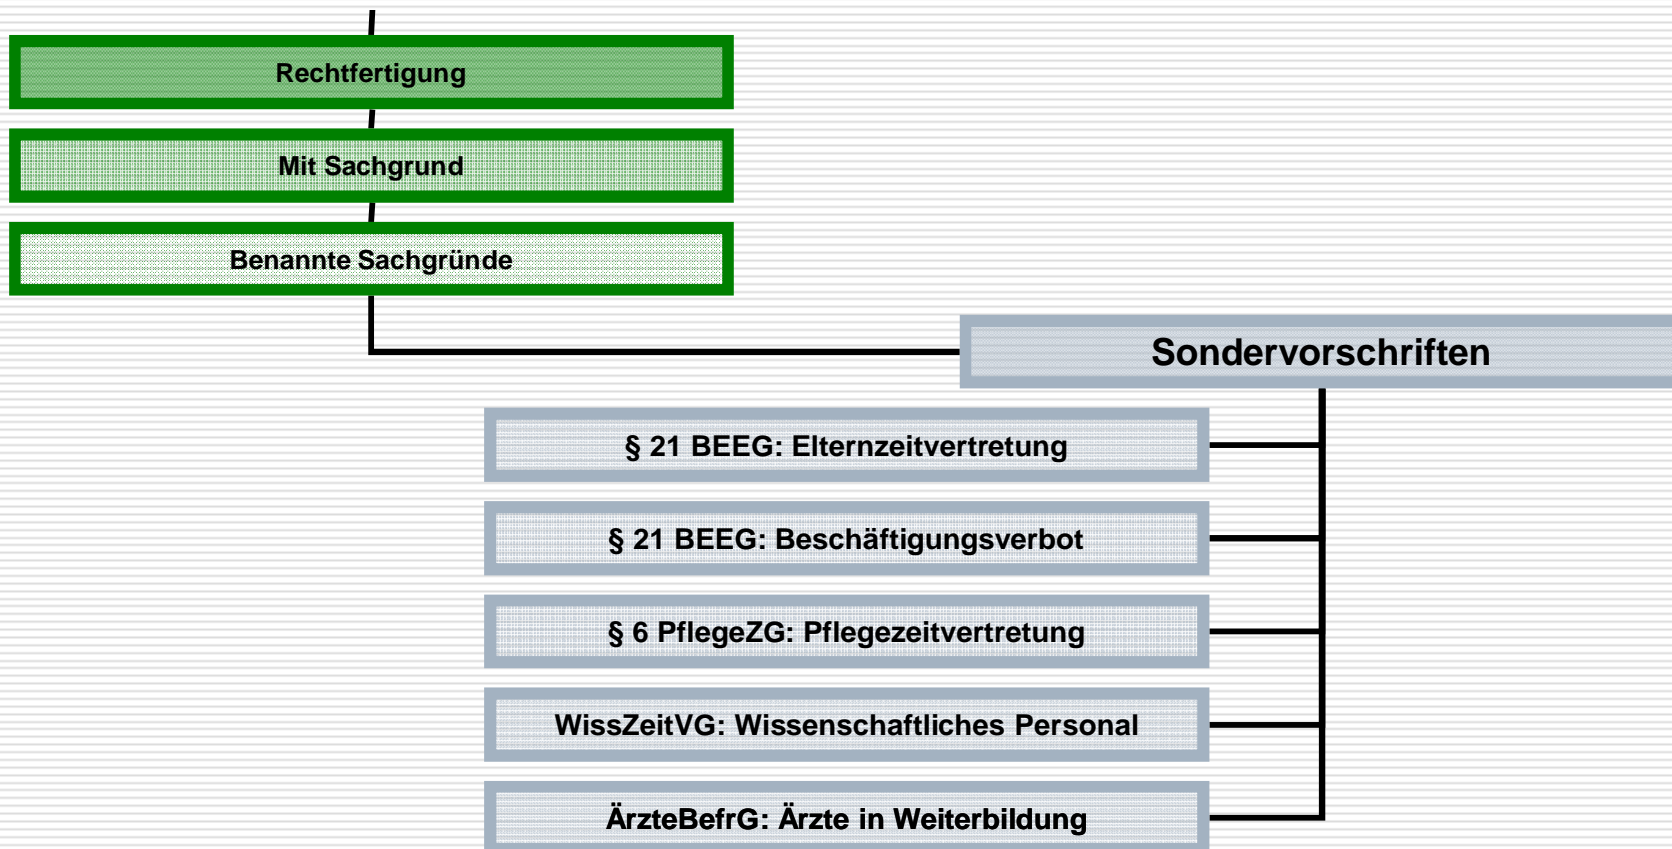 Rechtfertigung
Mit Sachgrund
Benannte Sachgründe
Sondervorschriften
§ 21 BEEG: Elternzeitvertretung
§ 21 BEEG: Beschäftigungsverbot
§ 6 PflegeZG: Pflegezeitvertretung
WissZeitVG: Wissenschaftliches Personal
ÄrzteBefrG: Ärzte in Weiterbildung